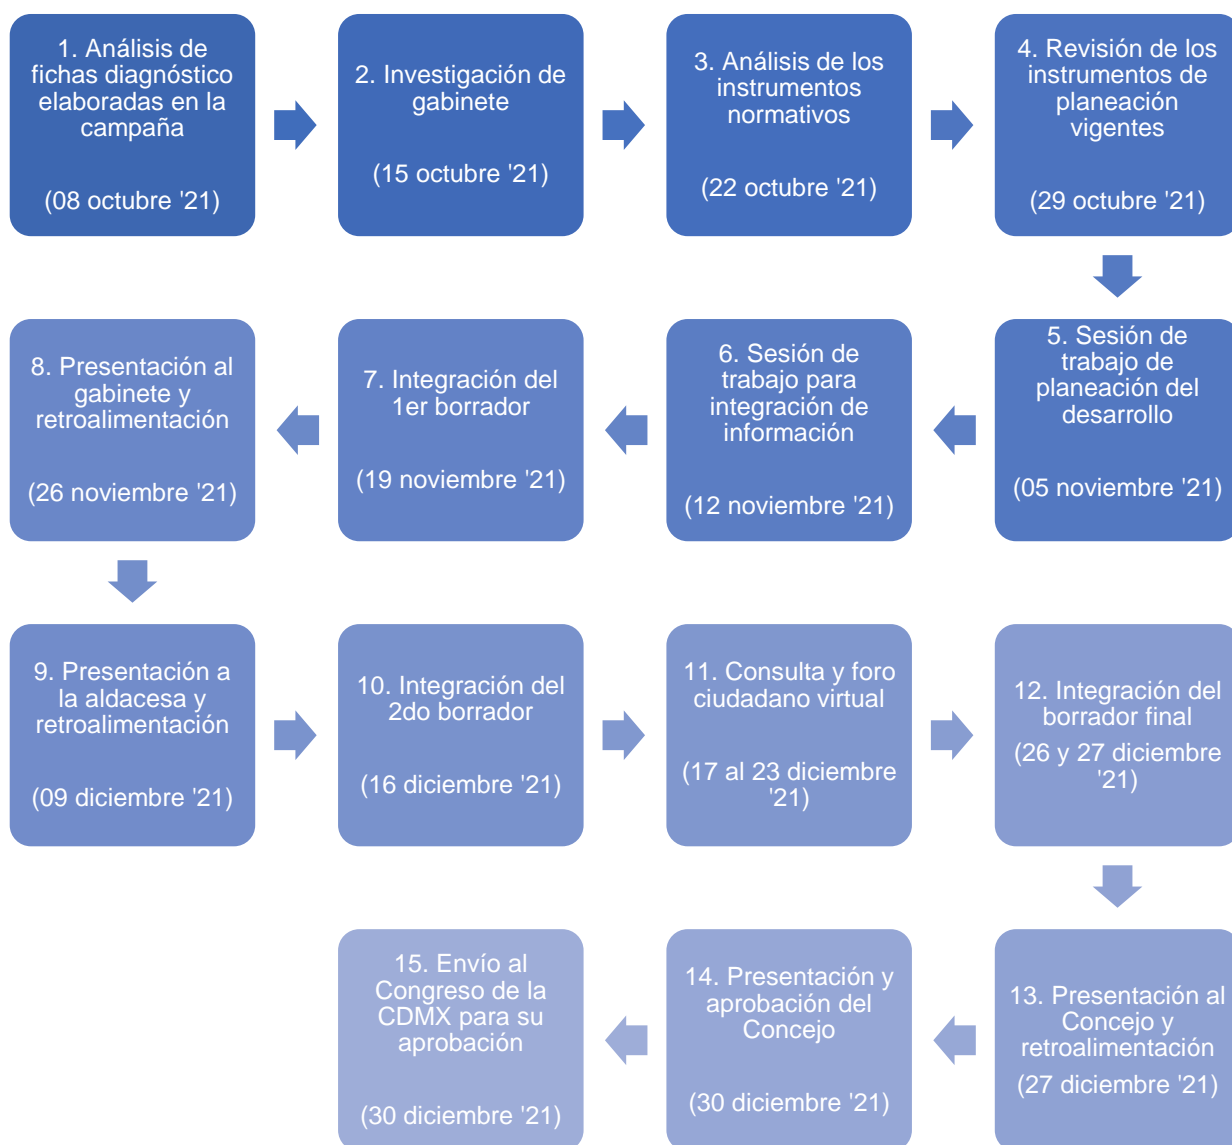 1. Análisis de
fichas diagnóstico
elaboradas en la
campaña
(08 octubre '21)
2. Investigación de
gabinete
(15 octubre '21)
3. Análisis de los
instrumentos
normativos
(22 octubre '21)
4. Revisión de los
instrumentos de
planeación
vigentes
(29 octubre '21)
5. Sesión de
trabajo de
planeación del
desarrollo
(05 noviembre '21)
6. Sesión de
trabajo para
integración de
información
(12 noviembre '21)
7. Integración del
1er borrador
(19 noviembre '21)
8. Presentación al
gabinete y
retroalimentación
(26 noviembre '21)
9. Presentación a
la aldacesa y
retroalimentación
(09 diciembre '21)
10. Integración del
2do borrador
(16 diciembre '21)
11. Consulta y foro
ciudadano virtual
(17 al 23 diciembre
'21)
12. Integración del
borrador final
(26 y 27 diciembre
'21)
13. Presentación al
Concejo y
retroalimentación
(27 diciembre '21)
14. Presentación y
aprobación del
Concejo
(30 diciembre '21)
15. Envío al
Congreso de la
CDMX para su
aprobación
(30 diciembre '21)